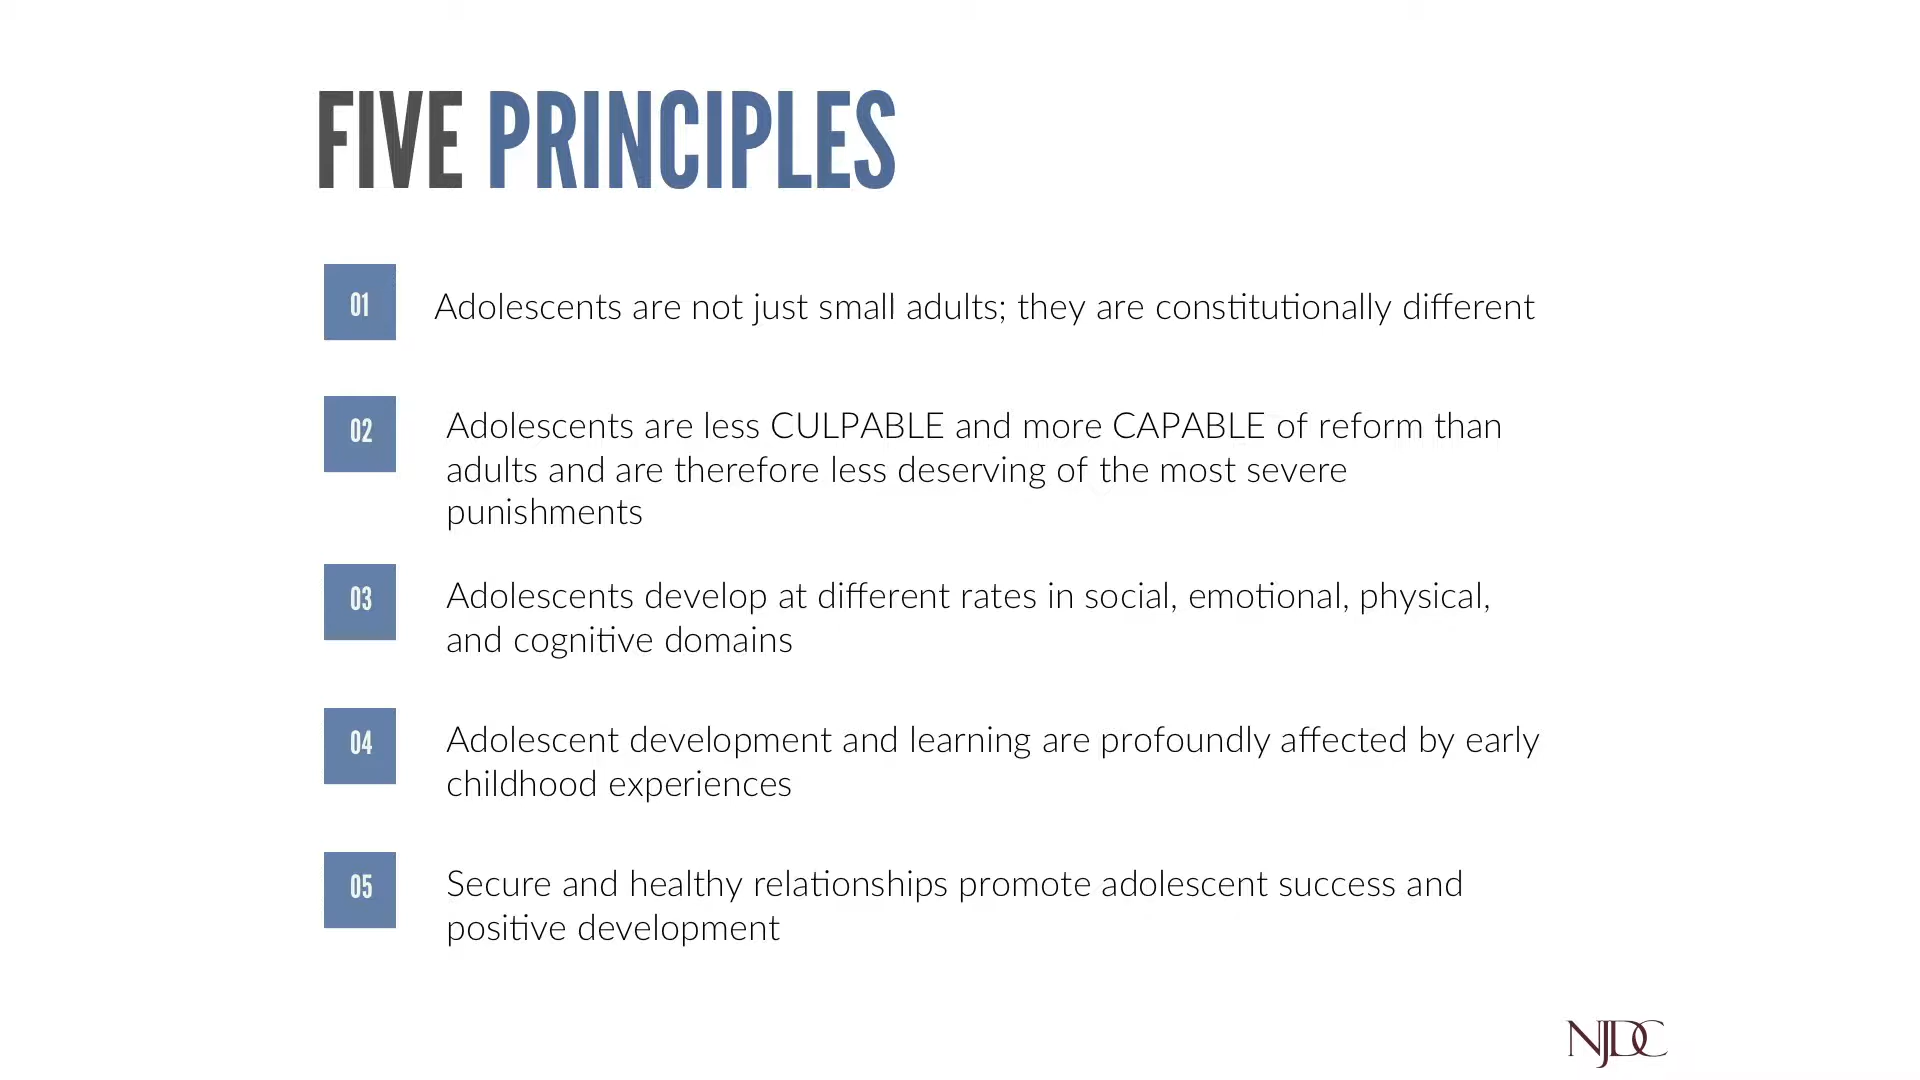 FIVE PRINCIPLES
01
Adolescents are not just small adults; they are constitutionally different
02
Adolescents are less CULPABLE and more CAPABLE of reform than
adults and are therefore less deserving of the most severe
punishments
03
Adolescents develop at different rates in social, emotional, physical,
and cognitive domains
04
Adolescent development and learning are profoundly affected by early
childhood experiences
05
Secure and healthy relationships promote adolescent success and
positive development
NJDC